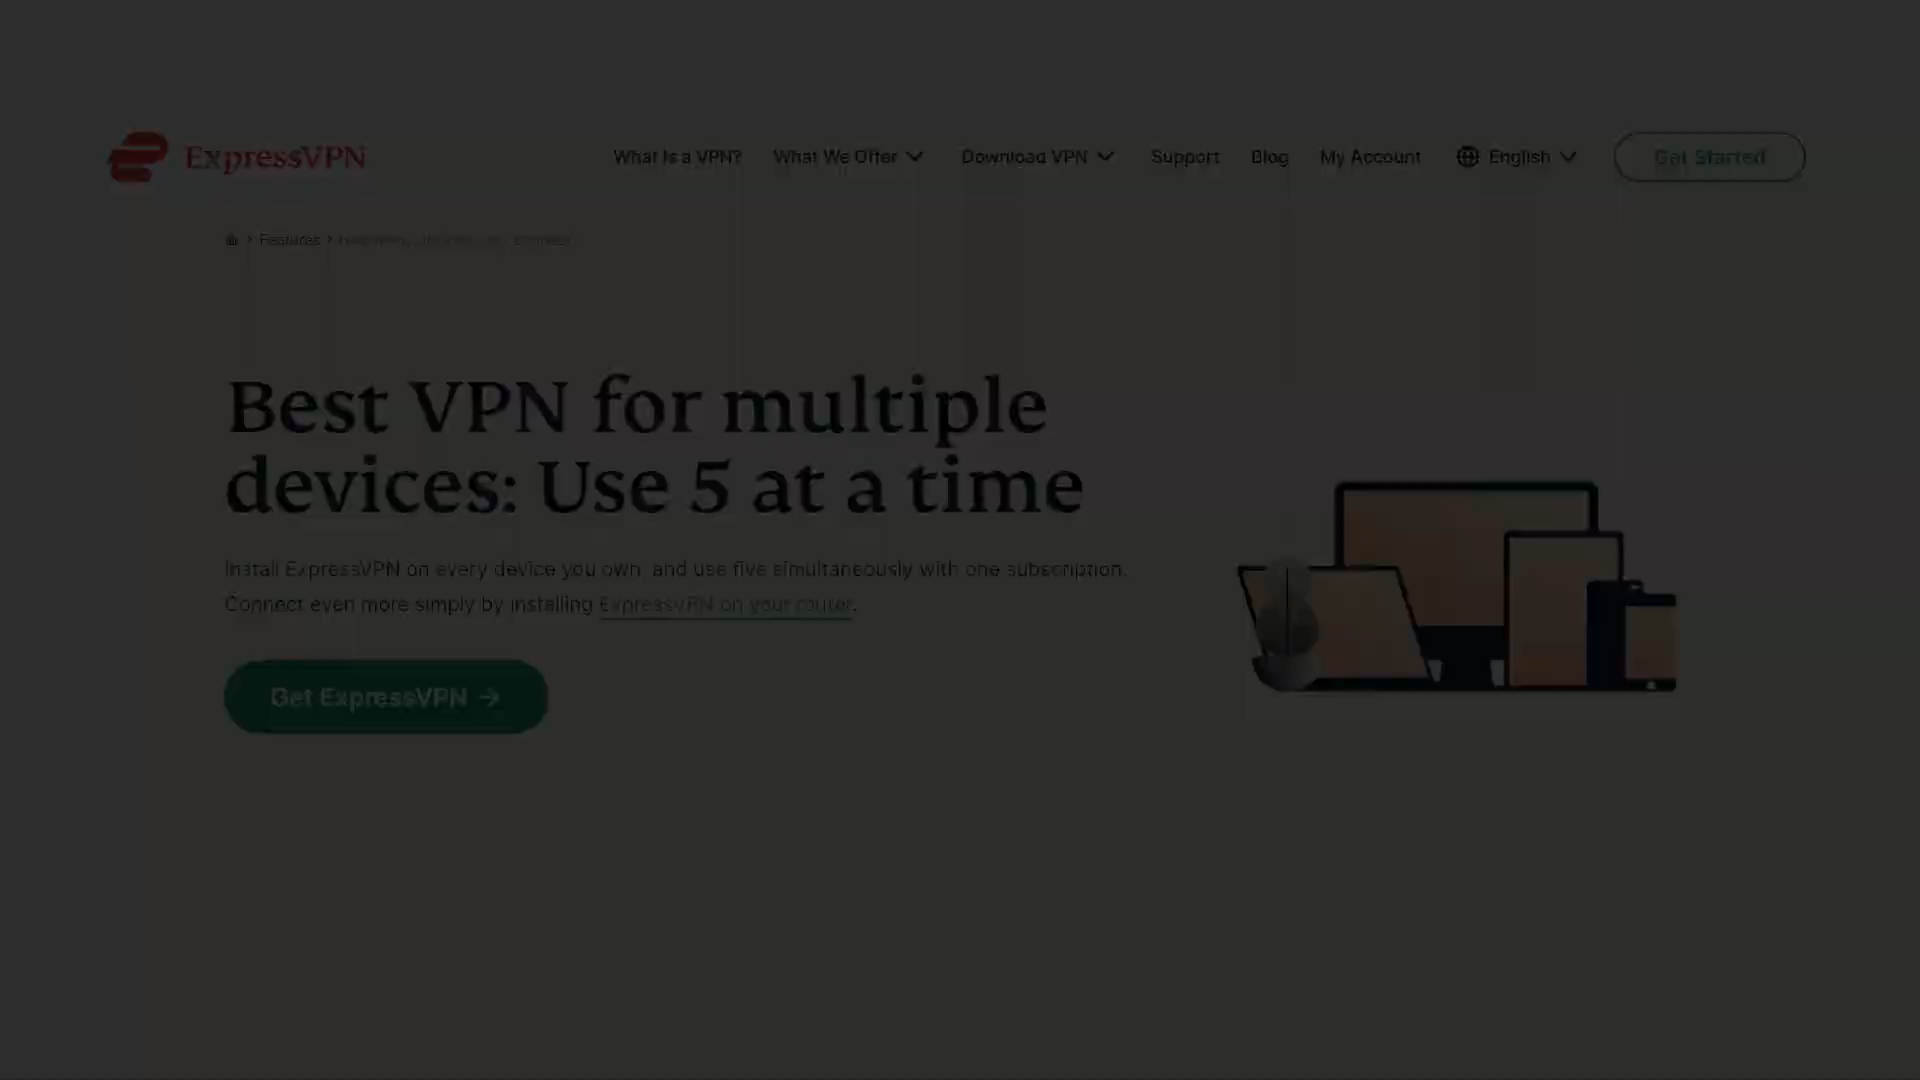 ExpressVPN
What Is a VPN? What We Offer Download VPN Support Blog My Account English Get Started
Features
Best VPN for multiple
devices: Use 5 at a time
Install ExpressVPN on every device you own, and use five simultaneously with one subscription.
Connect even more simply by installing ExpressVPN on your router.
Get ExpressVPN →